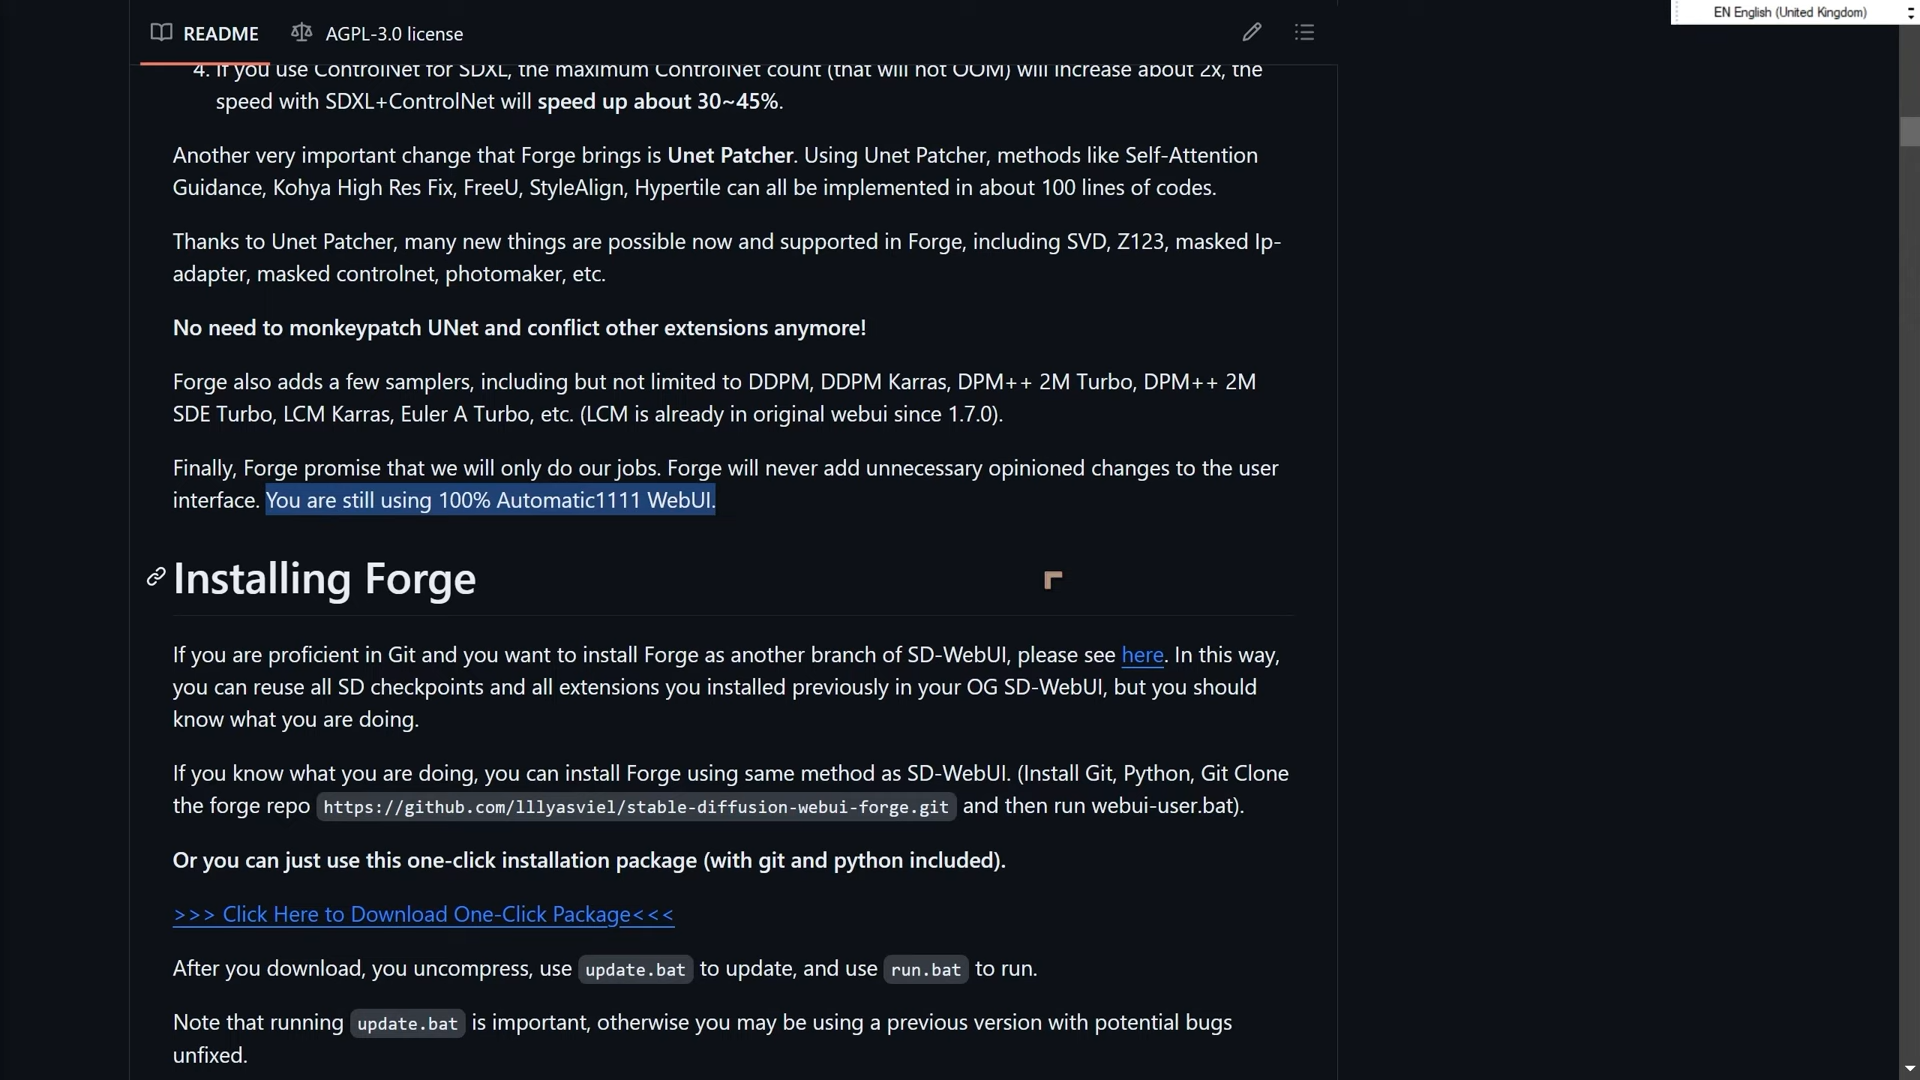 EN English (United Kingdom)
README
AGPL-3.0 license
4. If you use ControlNet for SDXL, the maximum ControlNet count (that will not OOM) will increase about 2x, the
speed with SDXL+ControlNet will speed up about 30~45%.
Another very important change that Forge brings is Unet Patcher. Using Unet Patcher, methods like Self-Attention
Guidance, Kohya High Res Fix, FreeU, StyleAlign, Hypertile can all be implemented in about 100 lines of codes.
Thanks to Unet Patcher, many new things are possible now and supported in Forge, including SVD, Z123, masked Ip-
adapter, masked controlnet, photomaker, etc.
No need to monkeypatch UNet and conflict other extensions anymore!
Forge also adds a few samplers, including but not limited to DDPM, DDPM Karras, DPM++ 2M Turbo, DPM++ 2M
SDE Turbo, LCM Karras, Euler A Turbo, etc. (LCM is already in original webui since 1.7.0).
Finally, Forge promise that we will only do our jobs. Forge will never add unnecessary opinioned changes to the user
interface. You are still using 100% Automatic1111 WebUI.
Installing Forge
If you are proficient in Git and you want to install Forge as another branch of SD-WebUI, please see here. In this way,
you can reuse all SD checkpoints and all extensions you installed previously in your OG SD-WebUI, but you should
know what you are doing.
If you know what you are doing, you can install Forge using same method as SD-WebUI. (Install Git, Python, Git Clone
the forge repo https://github.com/lllyasviel/stable-diffusion-webui-forge.git and then run webui-user.bat).
Or you can just use this one-click installation package (with git and python included).
>>> Click Here to Download One-Click Package<<<
After you download, you uncompress, use update.bat to update, and use run.bat to run.
Note that running update.bat is important, otherwise you may be using a previous version with potential bugs
unfixed.